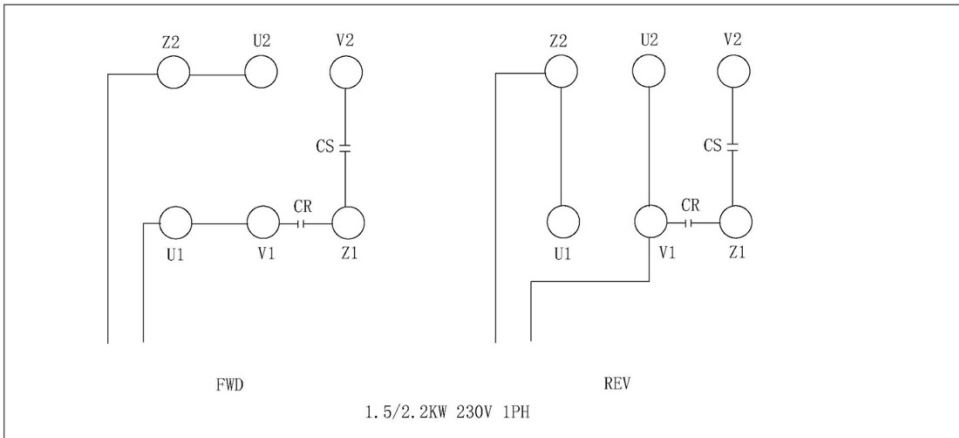 Z2 U2 V2 Z2 U2 V2
CS CS
CR CR
U1 V1 Z1 U1 V1 Z1
FWD REV
1.5/2.2KW 230V 1PH